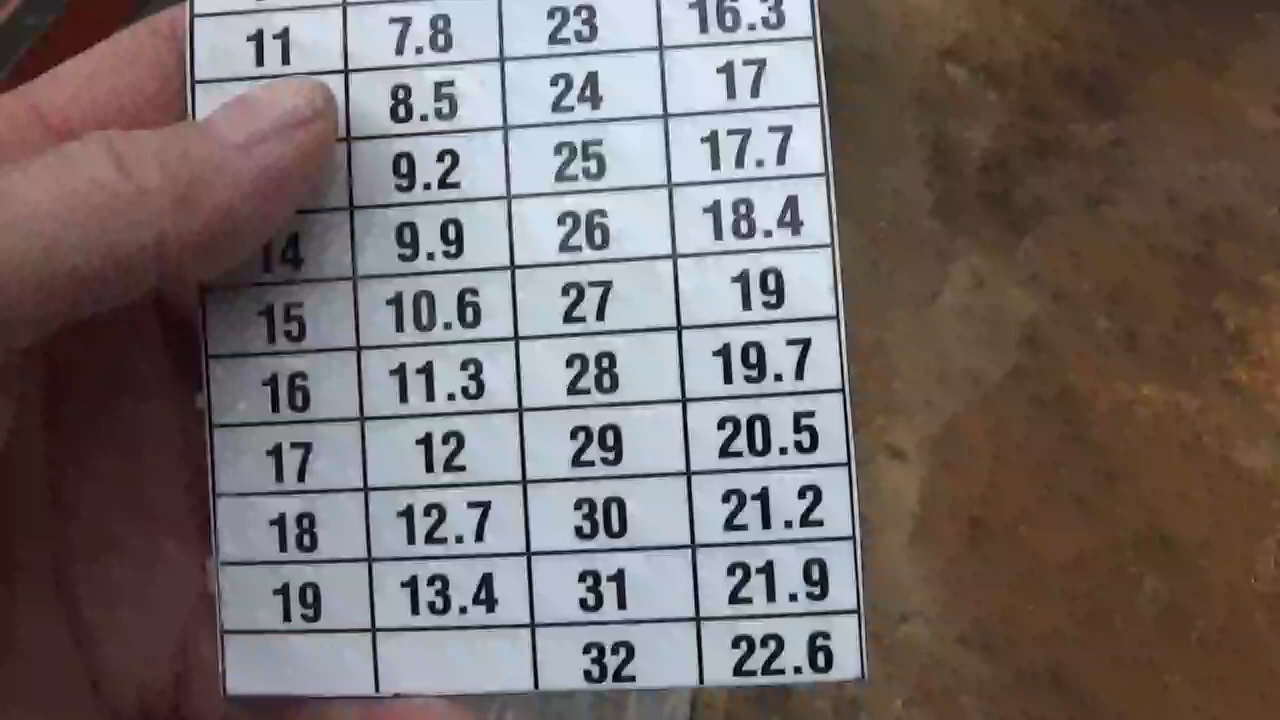 11 7.8 23 16.3
8.5 24 17
9.2 25 17.7
14 9.9 26 18.4
15 10.6 27 19
16 11.3 28 19.7
17 12 29 20.5
18 12.7 30 21.2
19 13.4 31 21.9
32 22.6